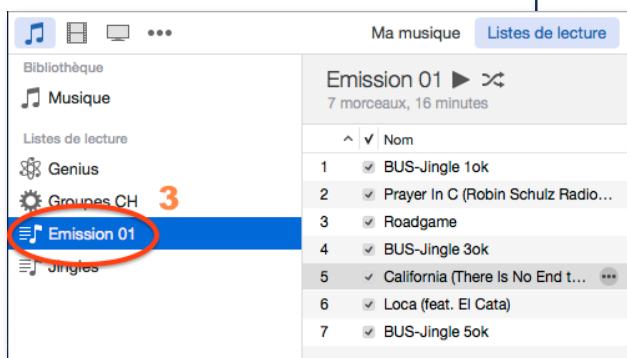 Ma musique Listes de lecture
Bibliothèque
Musique
Listes de lecture
Genius
Groupes CH 3
Emission 01
Jingles
Emission 01
7 morceaux, 16 minutes
Nom
1 BUS-Jingle 1ok
2 Prayer In C (Robin Schulz Radio…
3 Roadgame
4 BUS-Jingle 3ok
5 California (There Is No End t…
6 Loca (feat. El Cata)
7 BUS-Jingle 5ok